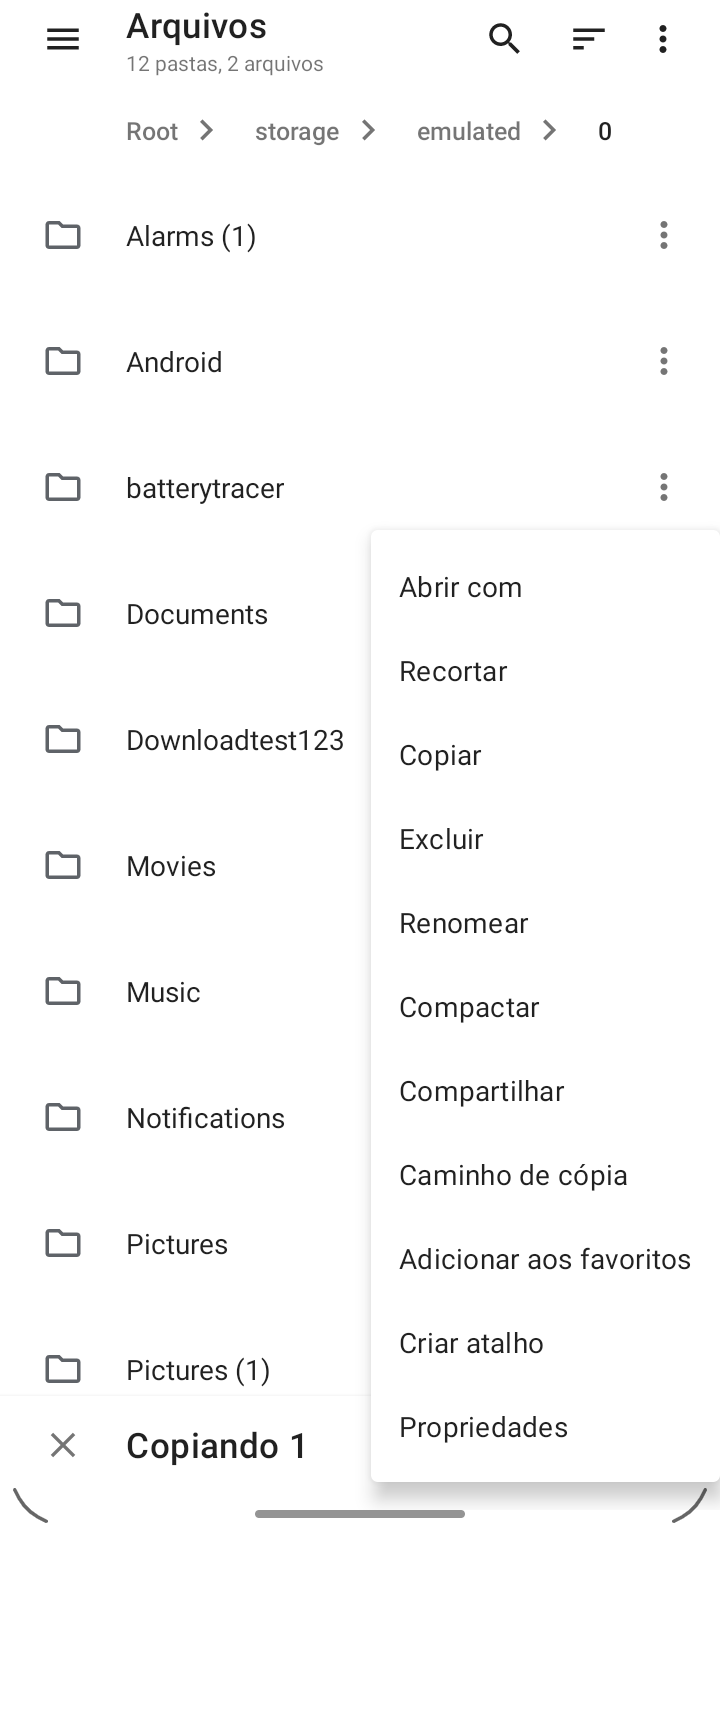 Arquivos
12 pastas, 2 arquivos
Root storage emulated 0
Alarms (1)
Android
batterytracer
Documents
Downloadtest123
Movies
Music
Notifications
Pictures
Pictures (1)
Copiando 1
Abrir com
Recortar
Copiar
Excluir
Renomear
Compactar
Compartilhar
Caminho de cópia
Adicionar aos favoritos
Criar atalho
Propriedades